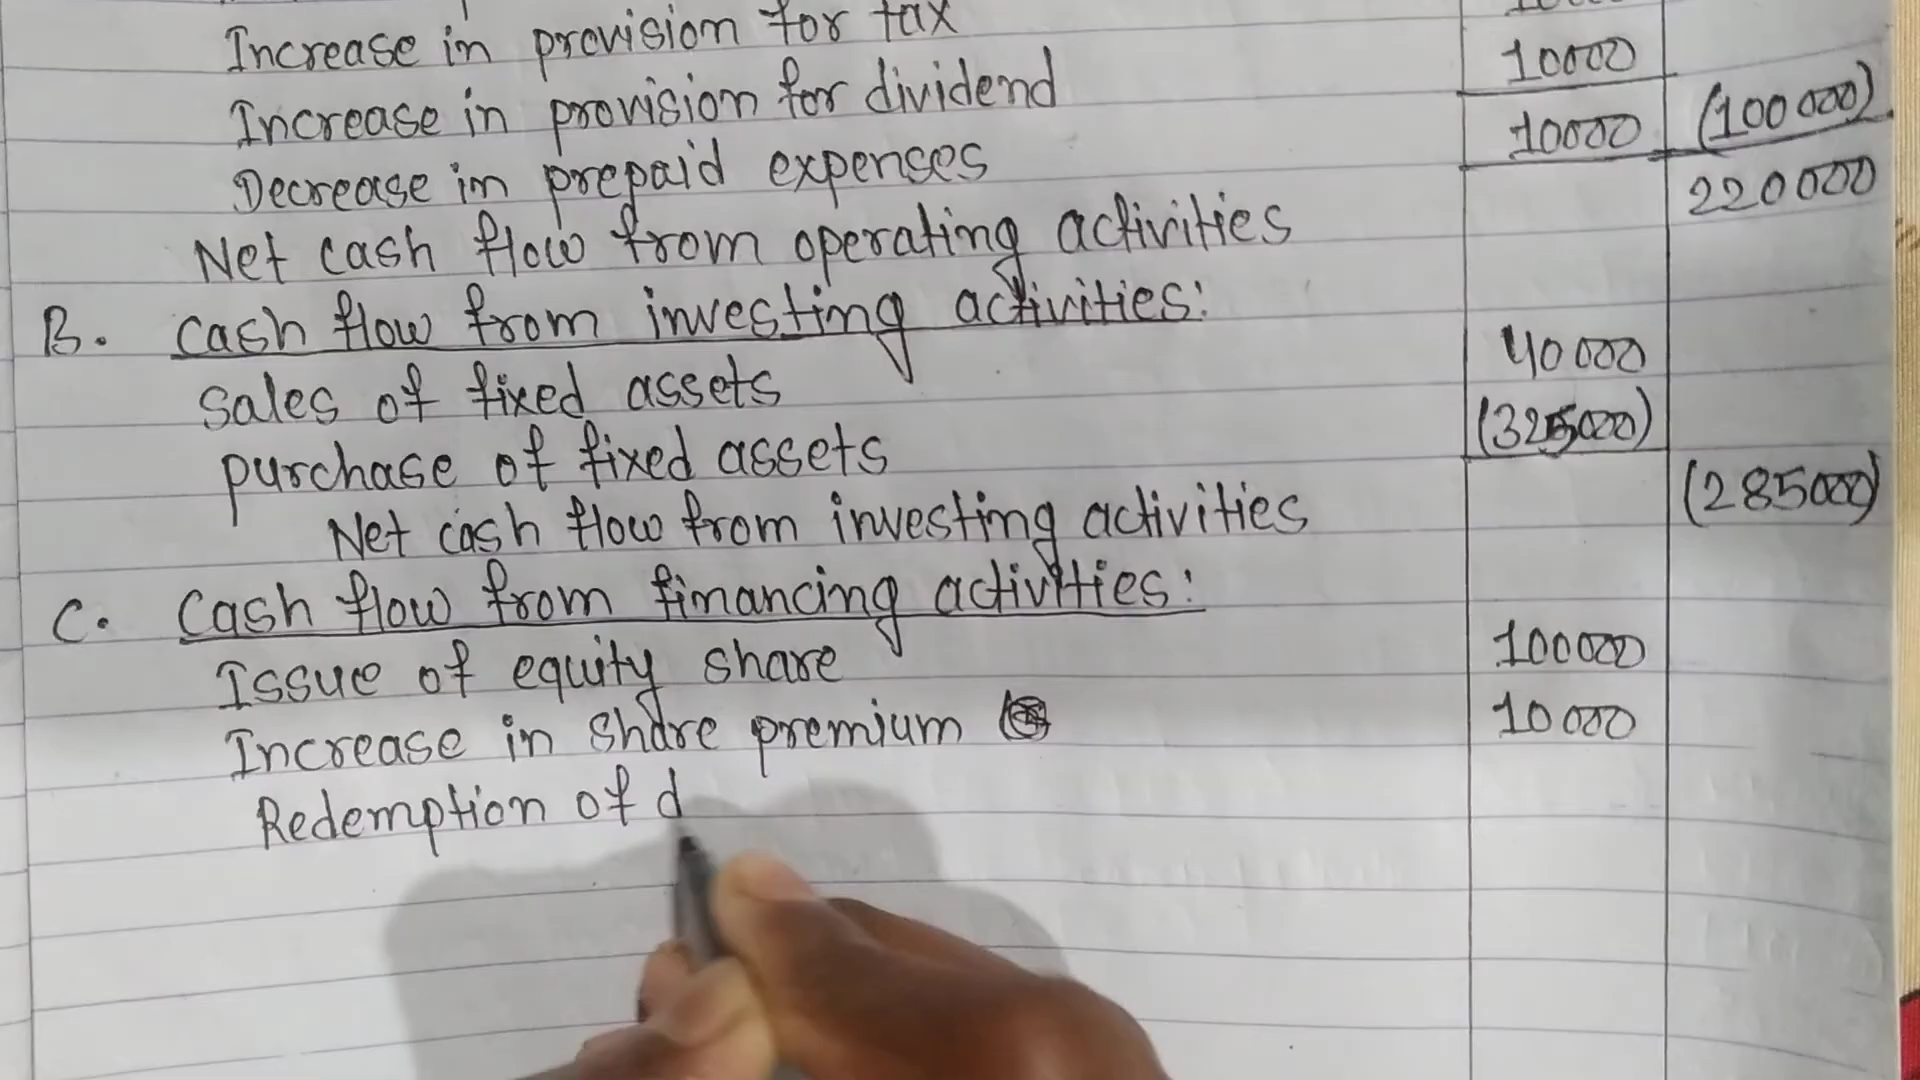 Increase in provision for tax 10000
Increase in provision for dividend 10000 (100000)
Decrease in prepaid expenses 220000
Net cash flow from operating activities
B. Cash flow from investing activities:
Sales of fixed assets 40000
purchase of fixed assets (325000)
Net cash flow from investing activities (285000)
C. Cash flow from financing activities:
Issue of equity share 100000
Increase in share premium 10000
Redemption of d